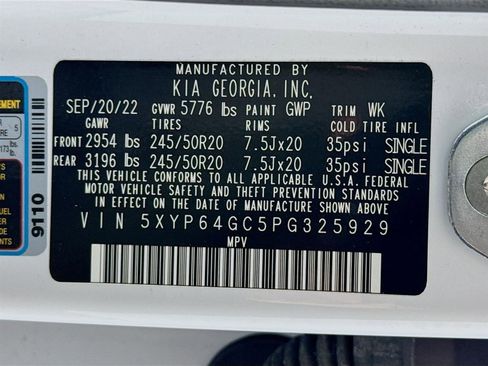 MANUFACTURED BY
KIA GEORGIA, INC.
SEP/20/22 GVWR 5776 lbs PAINT GWP TRIM WK
GAWR TIRES RIMS COLD TIRE INFL
FRONT 2954 lbs 245/50R20 7.5Jx20 35psi SINGLE
REAR 3196 lbs 245/50R20 7.5Jx20 35psi SINGLE
THIS VEHICLE CONFORMS TO ALL APPLICABLE U.S.A. FEDERAL
MOTOR VEHICLE SAFETY, BUMPER, AND THEFT PREVENTION STANDARDS
IN EFFECT ON THE DATE OF MANUFACTURE SHOWN ABOVE
VIN 5XYP64GC5PG325929
MPV
9110
5